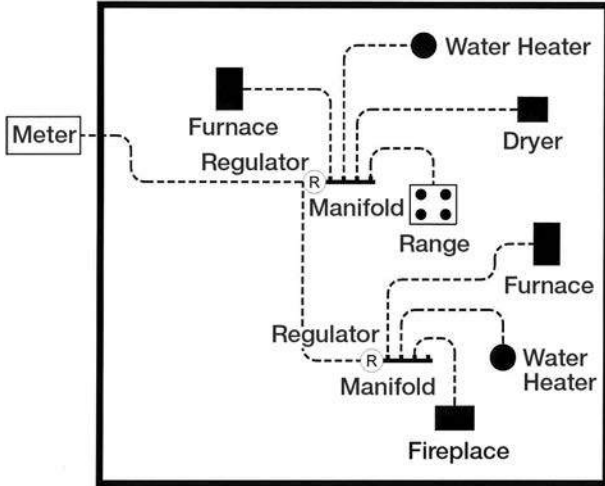 Water Heater
Furnace
Meter
Dryer
Regulator
R
Manifold
Range
Furnace
Regulator
R
Manifold
Water
Heater
Fireplace